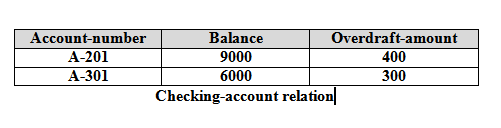 Account-number Balance Overdraft-amount
A-201 9000 400
A-301 6000 300
Checking-account relation